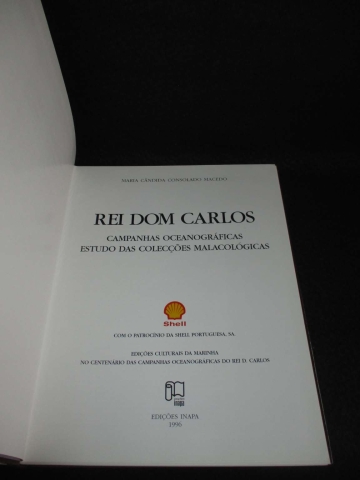 MARIA CÂNDIDA CONSOLADO MACEDO
REI DOM CARLOS
CAMPANHAS OCEANOGRÁFICAS
ESTUDO DAS COLECÇÕES MALACOLÓGICAS
Shell
COM O PATROCÍNIO DA SHELL PORTUGUESA, SA.
EDIÇÕES CULTURAIS DA MARINHA
NO CENTENÁRIO DAS CAMPANHAS OCEANOGRÁFICAS DO REI D. CARLOS
inapa
EDIÇÕES INAPA
1996